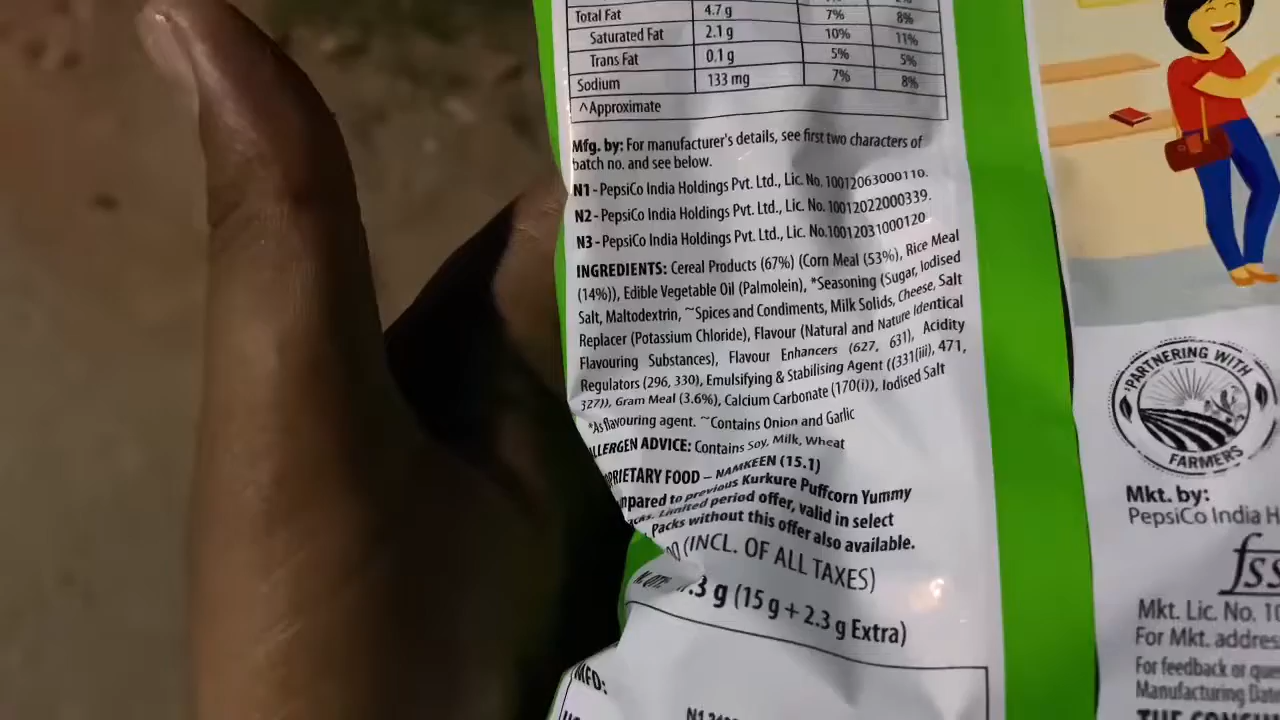 Total Fat 4.7 g 7% 8%
Saturated Fat 2.1 g 10% 11%
Trans Fat 0.1 g 5% 5%
Sodium 133 mg 7% 8%
^Approximate
Mfg. by: For manufacturer's details, see first two characters of
batch no. and see below.
N1 - PepsiCo India Holdings Pvt. Ltd., Lic. No. 10012063000110.
N2 - PepsiCo India Holdings Pvt. Ltd., Lic. No. 10012022000339.
N3 - PepsiCo India Holdings Pvt. Ltd., Lic. No.10012031000120.
INGREDIENTS: Cereal Products (67%) (Corn Meal (53%), Rice Meal
(14%)), Edible Vegetable Oil (Palmolein), *Seasoning (Sugar, Iodised
Salt, Maltodextrin, ~Spices and Condiments, Milk Solids, Cheese, Salt
Replacer (Potassium Chloride), Flavour (Natural and Nature Identical
Flavouring Substances), Flavour Enhancers (627, 631), Acidity
Regulators (296, 330), Emulsifying & Stabilising Agent ((331(iii), 471,
327)), Gram Meal (3.6%), Calcium Carbonate (170(i)), Iodised Salt
*As flavouring agent. ~Contains Onion and Garlic
LLERGEN ADVICE: Contains Soy, Milk, Wheat
PRIETARY FOOD – NAMKEEN (15.1)
mpared to previous Kurkure Puffcorn Yummy
Limited period offer, valid in select
Packs without this offer also available.
(INCL. OF ALL TAXES)
.3 g (15 g + 2.3 g Extra)
MFD:
PARTNERING WITH
FARMERS
Mkt. by:
PepsiCo India H
fss
Mkt. Lic. No. 10
For Mkt. addres
For feedback or que
Manufacturing Dat